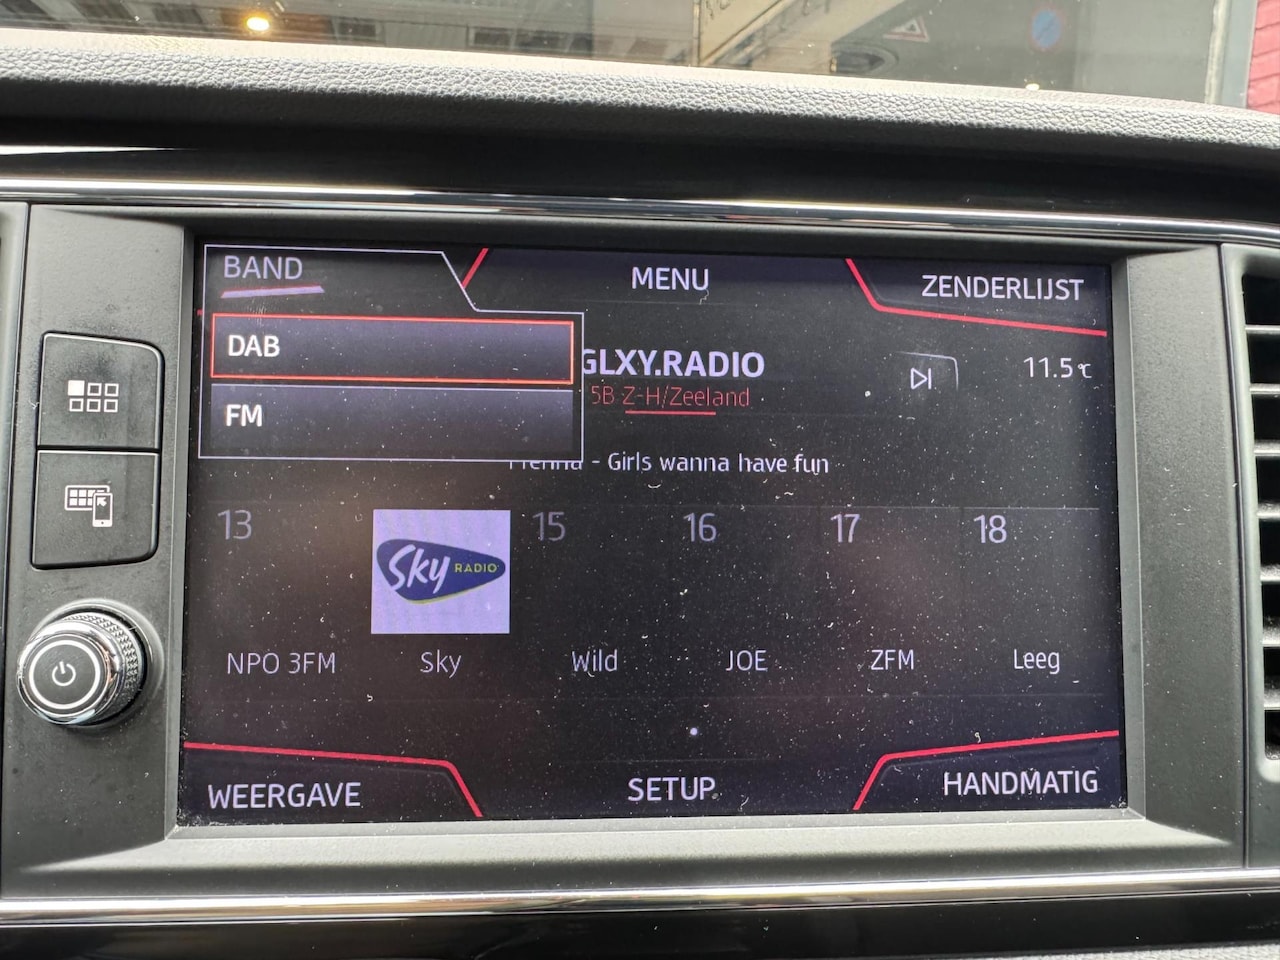 BAND
MENU
ZENDERLIJST
DAB
GLXY.RADIO
11.5°C
5B Z-H/Zeeland
FM
- Girls wanna have fun
13
15
16
17
18
Sky RADIO
NPO 3FM
Sky
Wild
JOE
ZFM
Leeg
WEERGAVE
SETUP
HANDMATIG